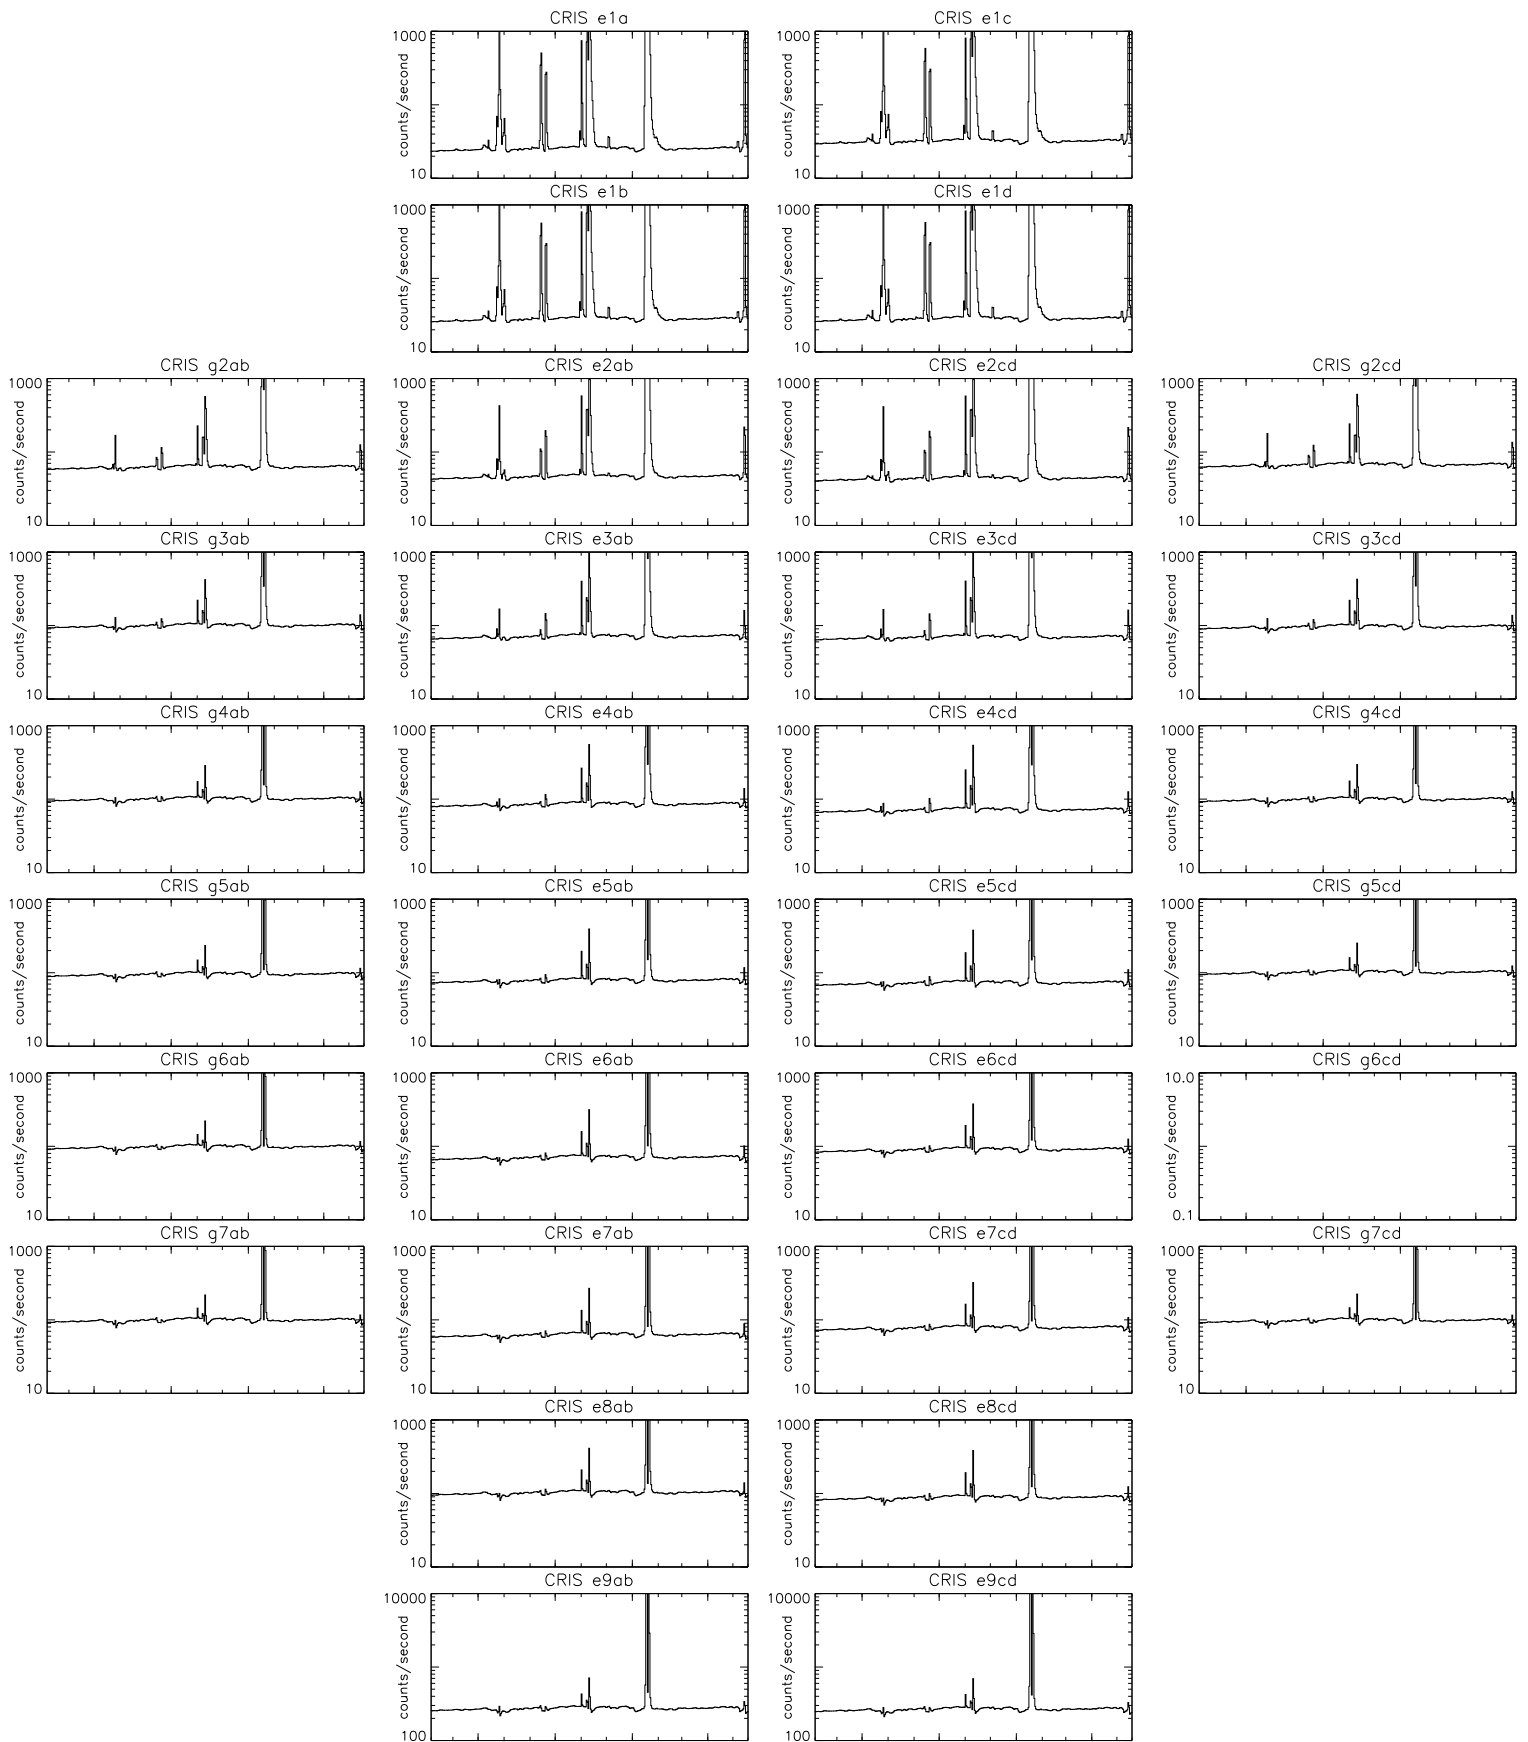 CRIS e1a
CRIS e1c
1000
counts/second
10
1000
counts/second
10
CRIS e1b
CRIS e1d
1000
counts/second
10
1000
counts/second
10
CRIS g2ab
CRIS e2ab
CRIS e2cd
CRIS g2cd
1000
counts/second
10
1000
counts/second
10
1000
counts/second
10
1000
counts/second
10
CRIS g3ab
CRIS e3ab
CRIS e3cd
CRIS g3cd
1000
counts/second
10
1000
counts/second
10
1000
counts/second
10
1000
counts/second
10
CRIS g4ab
CRIS e4ab
CRIS e4cd
CRIS g4cd
1000
counts/second
10
1000
counts/second
10
1000
counts/second
10
1000
counts/second
10
CRIS g5ab
CRIS e5ab
CRIS e5cd
CRIS g5cd
1000
counts/second
10
1000
counts/second
10
1000
counts/second
10
1000
counts/second
10
CRIS g6ab
CRIS e6ab
CRIS e6cd
CRIS g6cd
1000
counts/second
10
1000
counts/second
10
1000
counts/second
10
10.0
counts/second
0.1
CRIS g7ab
CRIS e7ab
CRIS e7cd
CRIS g7cd
1000
counts/second
10
1000
counts/second
10
1000
counts/second
10
1000
counts/second
10
CRIS e8ab
CRIS e8cd
1000
counts/second
10
1000
counts/second
10
CRIS e9ab
CRIS e9cd
10000
counts/second
100
10000
counts/second
100